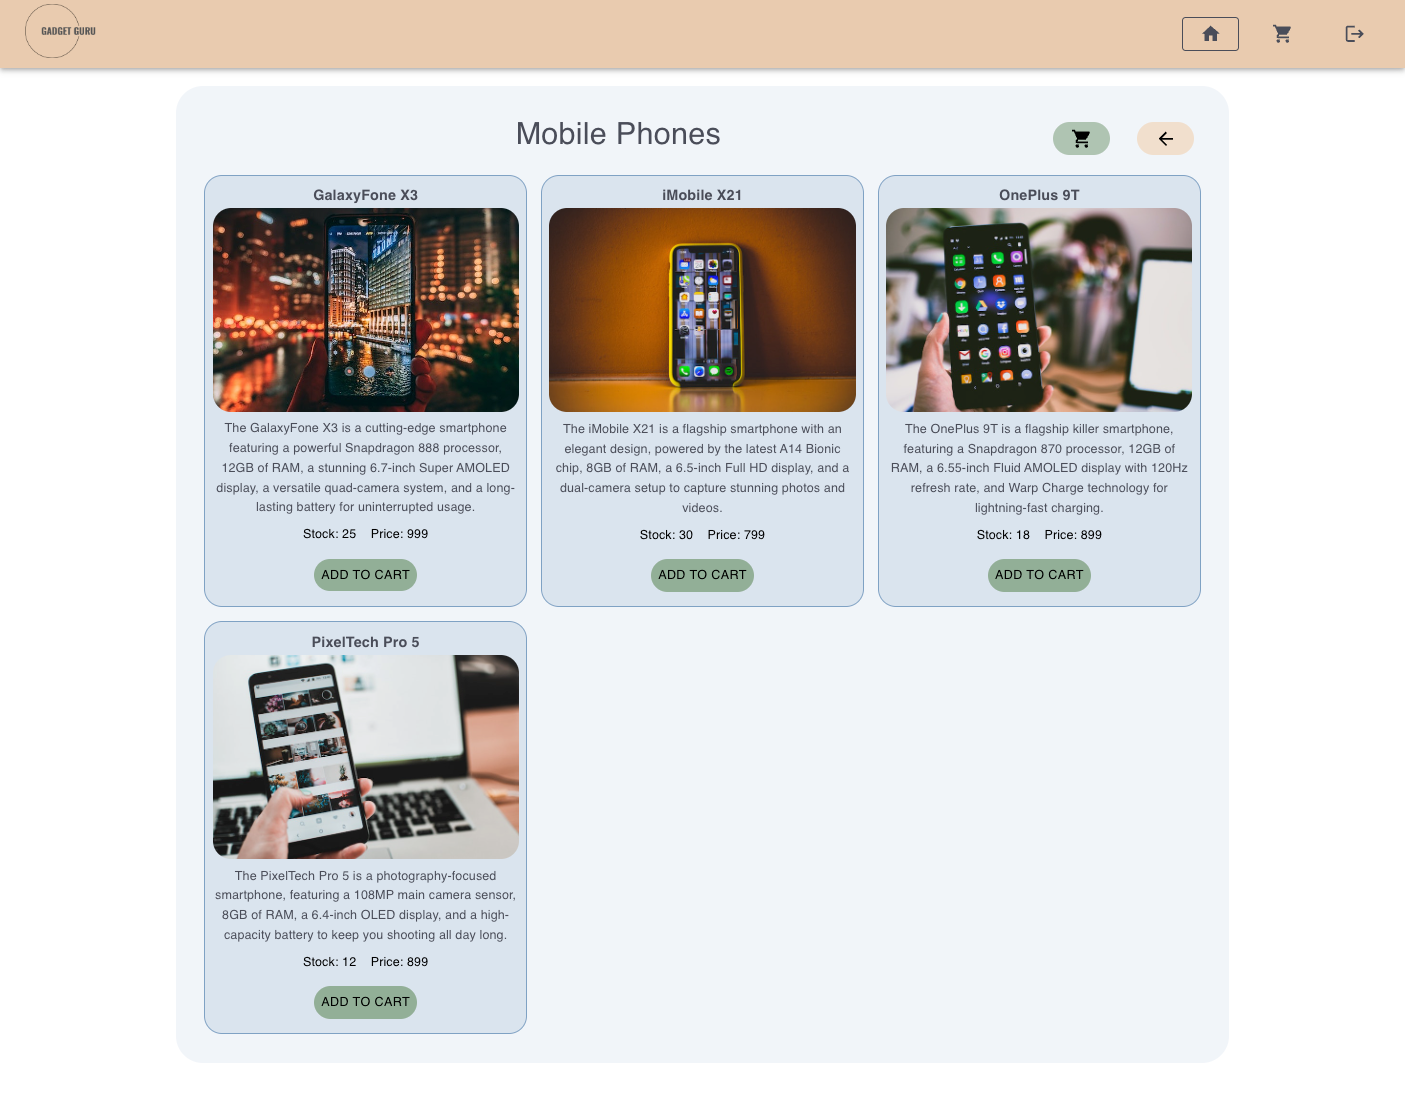 GADGET GURU
Mobile Phones
GalaxyFone X3
The GalaxyFone X3 is a cutting-edge smartphone
featuring a powerful Snapdragon 888 processor,
12GB of RAM, a stunning 6.7-inch Super AMOLED
display, a versatile quad-camera system, and a long-
lasting battery for uninterrupted usage.
Stock: 25 Price: 999
ADD TO CART
iMobile X21
The iMobile X21 is a flagship smartphone with an
elegant design, powered by the latest A14 Bionic
chip, 8GB of RAM, a 6.5-inch Full HD display, and a
dual-camera setup to capture stunning photos and
videos.
Stock: 30 Price: 799
ADD TO CART
OnePlus 9T
The OnePlus 9T is a flagship killer smartphone,
featuring a Snapdragon 870 processor, 12GB of
RAM, a 6.55-inch Fluid AMOLED display with 120Hz
refresh rate, and Warp Charge technology for
lightning-fast charging.
Stock: 18 Price: 899
ADD TO CART
PixelTech Pro 5
The PixelTech Pro 5 is a photography-focused
smartphone, featuring a 108MP main camera sensor,
8GB of RAM, a 6.4-inch OLED display, and a high-
capacity battery to keep you shooting all day long.
Stock: 12 Price: 899
ADD TO CART